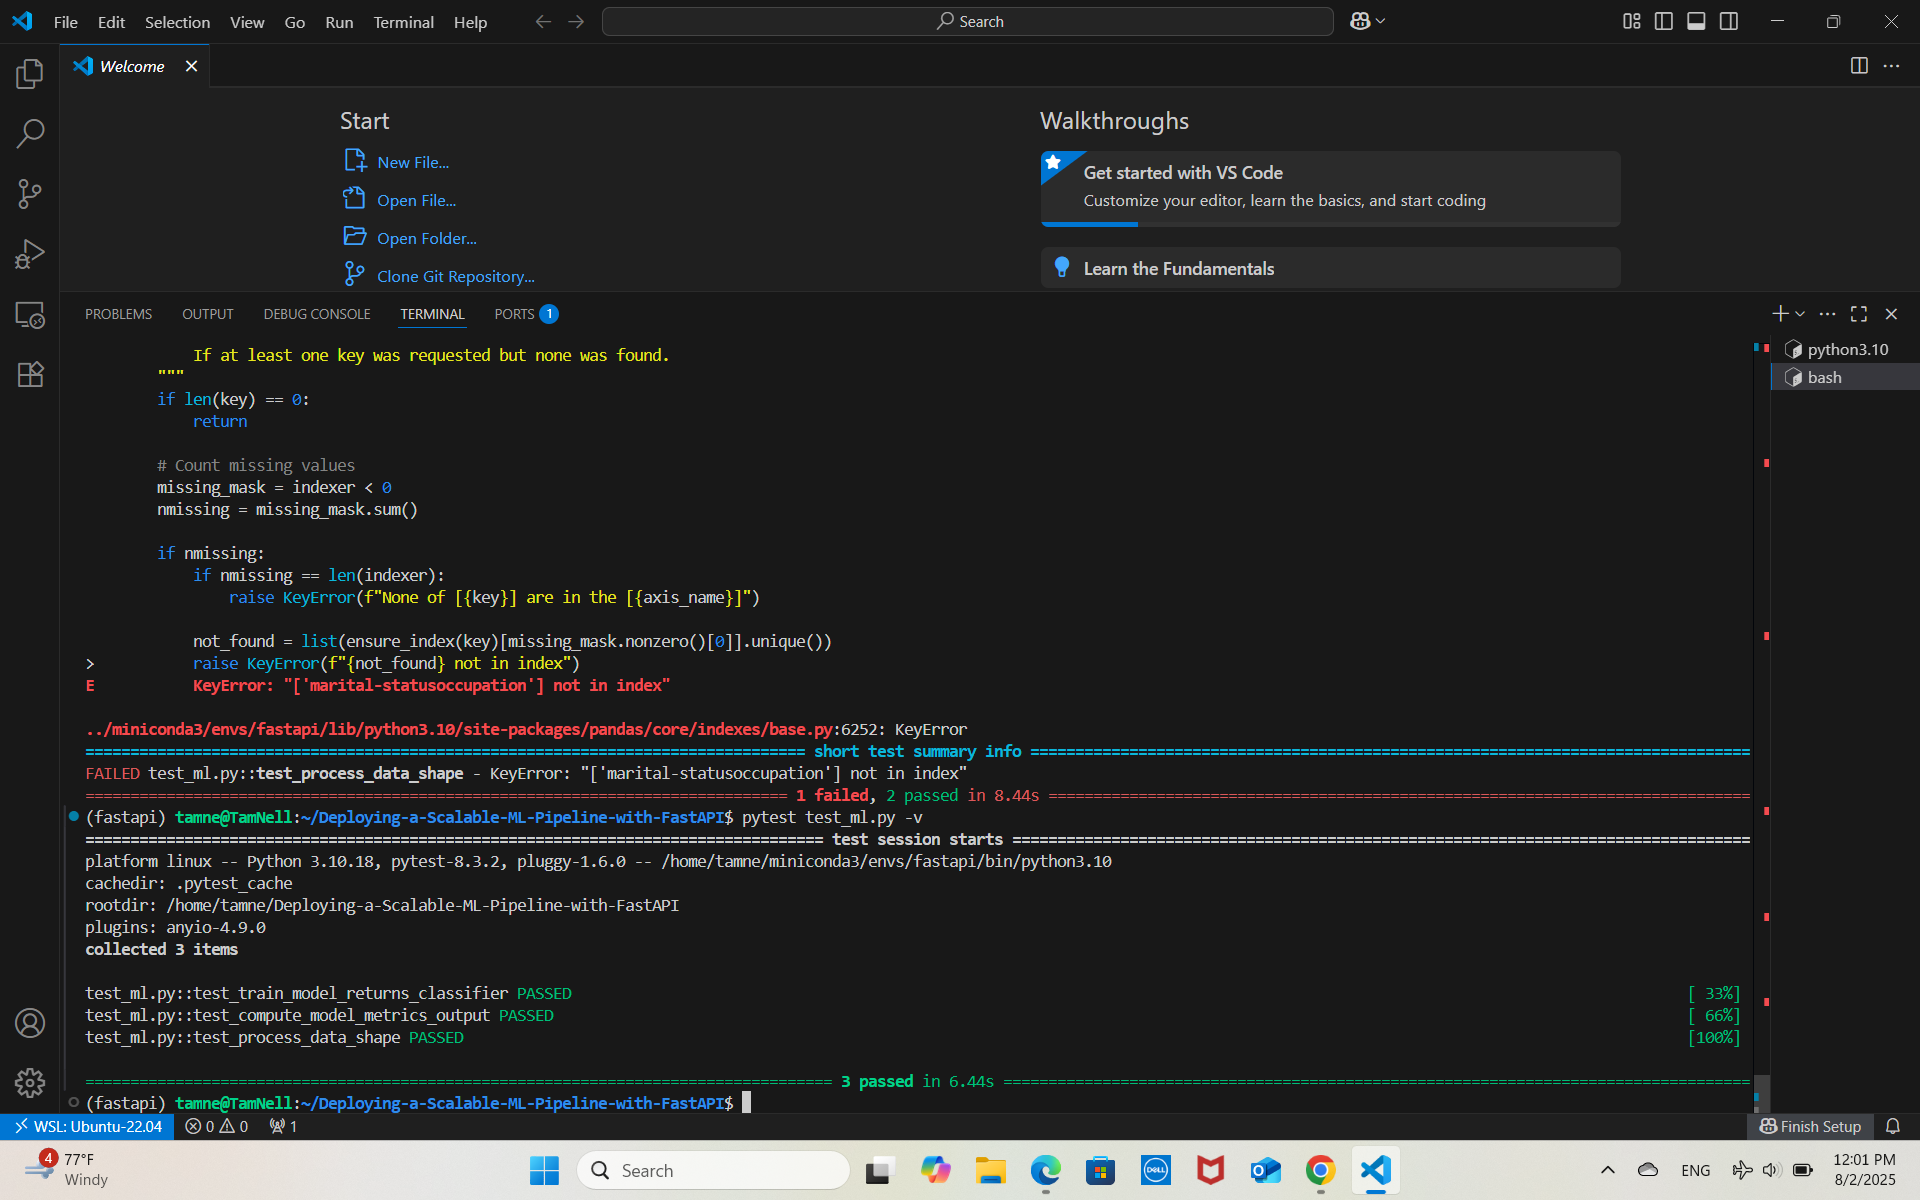 File Edit Selection View Go Run Terminal Help
Search
Welcome
Start
New File...
Open File...
Open Folder...
Clone Git Repository...
Walkthroughs
Get started with VS Code
Customize your editor, learn the basics, and start coding
Learn the Fundamentals
PROBLEMS OUTPUT DEBUG CONSOLE TERMINAL PORTS 1
python3.10
bash
If at least one key was requested but none was found.
"""
if len(key) == 0:
return
# Count missing values
missing_mask = indexer < 0
nmissing = missing_mask.sum()
if nmissing:
if nmissing == len(indexer):
raise KeyError(f"None of [{key}] are in the [{axis_name}]")
not_found = list(ensure_index(key)[missing_mask.nonzero()[0]].unique())
> raise KeyError(f"{not_found} not in index")
E KeyError: "['marital-statusoccupation'] not in index"
../miniconda3/envs/fastapi/lib/python3.10/site-packages/pandas/core/indexes/base.py:6252: KeyError
short test summary info
FAILED test_ml.py::test_process_data_shape - KeyError: "['marital-statusoccupation'] not in index"
1 failed, 2 passed in 8.44s
(fastapi) tamne@TamNell:~/Deploying-a-Scalable-ML-Pipeline-with-FastAPI$ pytest test_ml.py -v
test session starts
platform linux -- Python 3.10.18, pytest-8.3.2, pluggy-1.6.0 -- /home/tamne/miniconda3/envs/fastapi/bin/python3.10
cachedir: .pytest_cache
rootdir: /home/tamne/Deploying-a-Scalable-ML-Pipeline-with-FastAPI
plugins: anyio-4.9.0
collected 3 items
test_ml.py::test_train_model_returns_classifier PASSED [ 33%]
test_ml.py::test_compute_model_metrics_output PASSED [ 66%]
test_ml.py::test_process_data_shape PASSED [100%]
3 passed in 6.44s
(fastapi) tamne@TamNell:~/Deploying-a-Scalable-ML-Pipeline-with-FastAPI$
WSL: Ubuntu-22.04 0 0 1 Finish Setup
4
77°F
Windy
Search
DELL
ENG
12:01 PM
8/2/2025